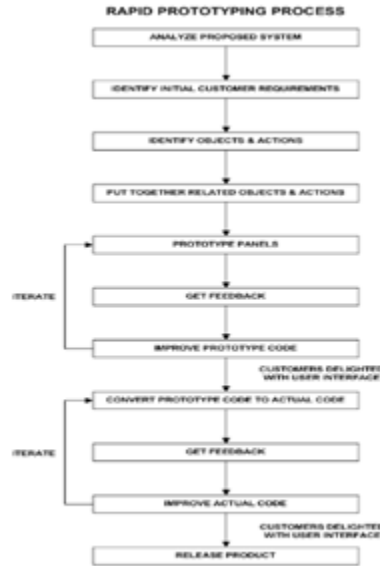 RAPID PROTOTYPING PROCESS
ANALYZE PROPOSED SYSTEM
IDENTIFY INITIAL CUSTOMER REQUIREMENTS
IDENTIFY OBJECTS & ACTIONS
PUT TOGETHER RELATED OBJECTS & ACTIONS
PROTOTYPE PANELS
ITERATE
GET FEEDBACK
IMPROVE PROTOTYPE CODE
CUSTOMERS DELIGHTED
WITH USER INTERFACE
CONVERT PROTOTYPE CODE TO ACTUAL CODE
ITERATE
GET FEEDBACK
IMPROVE ACTUAL CODE
CUSTOMERS DELIGHTED
WITH USER INTERFACE
RELEASE PRODUCT